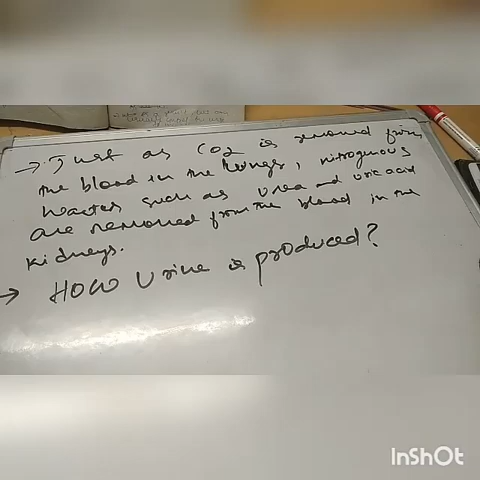 → Just as CO2 is removed from
the blood in the lungs, nitrogenous
wastes such as Urea and Uric acid
are removed from the blood in the
kidneys.
→ How Urine is produced?
InShOt